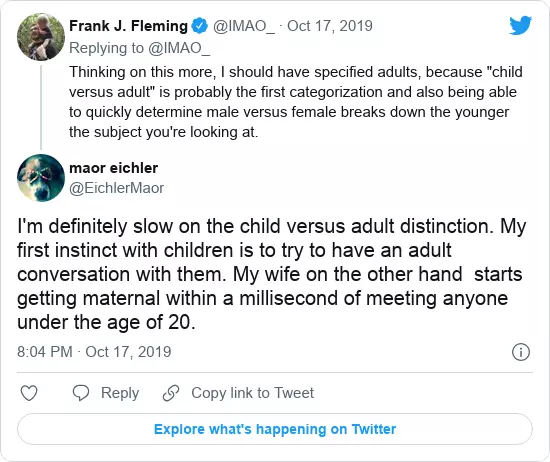 Frank J. Fleming @IMAO_ · Oct 17, 2019
Replying to @IMAO_
Thinking on this more, I should have specified adults, because "child
versus adult" is probably the first categorization and also being able
to quickly determine male versus female breaks down the younger
the subject you're looking at.
maor eichler
@EichlerMaor
I'm definitely slow on the child versus adult distinction. My
first instinct with children is to try to have an adult
conversation with them. My wife on the other hand  starts
getting maternal within a millisecond of meeting anyone
under the age of 20.
8:04 PM · Oct 17, 2019
Reply Copy link to Tweet
Explore what's happening on Twitter